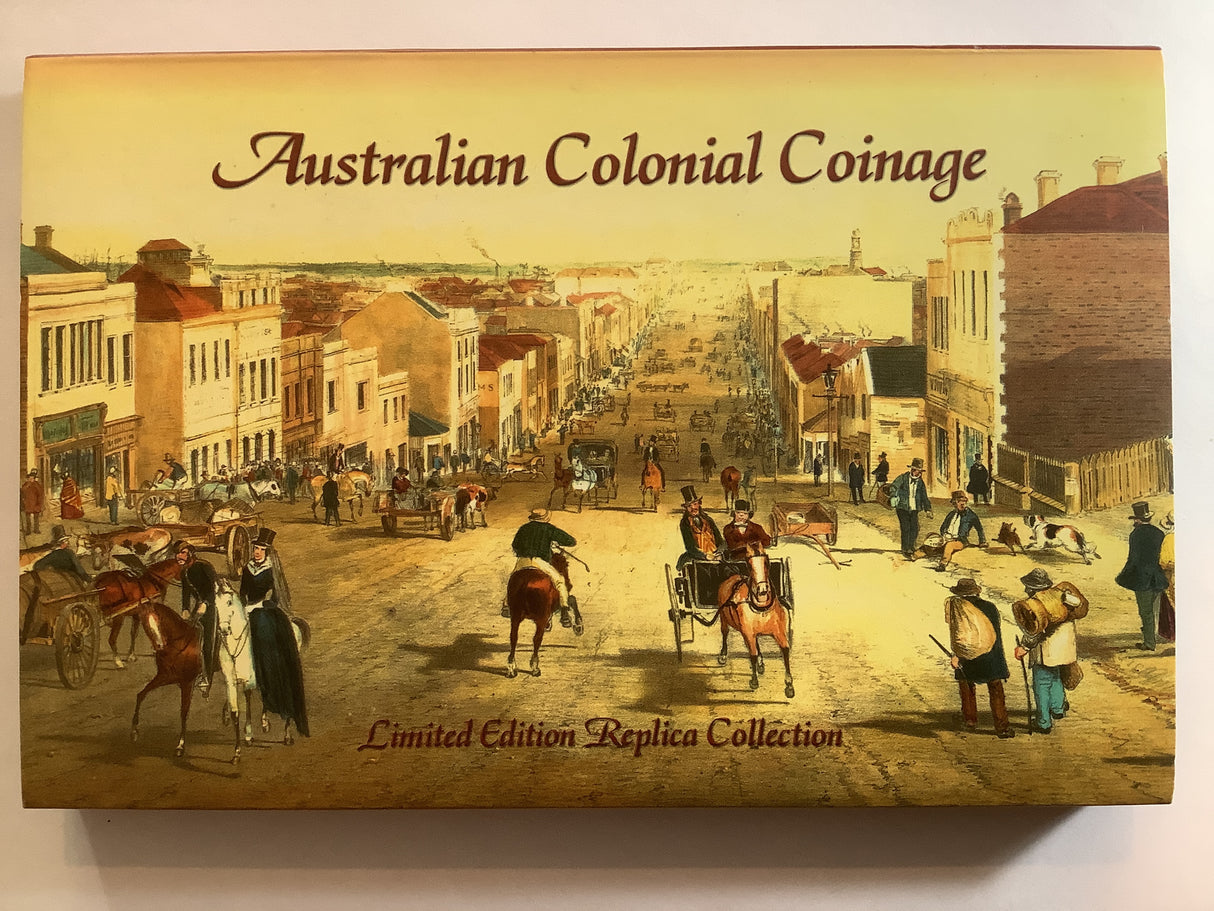 Australian Colonial Coinage
Limited Edition Replica Collection